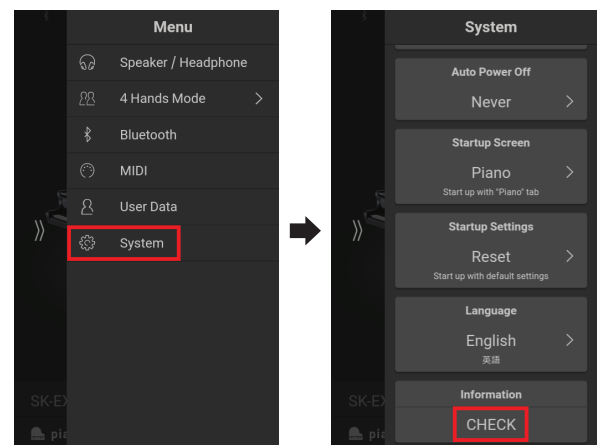 Menu
Speaker / Headphone
4 Hands Mode
Bluetooth
MIDI
User Data
System
SK-EX
pia
System
Auto Power Off
Never
Startup Screen
Piano
Start up with "Piano" tab
Startup Settings
Reset
Start up with default settings
Language
English
英語
Information
CHECK
SK-EX
pia